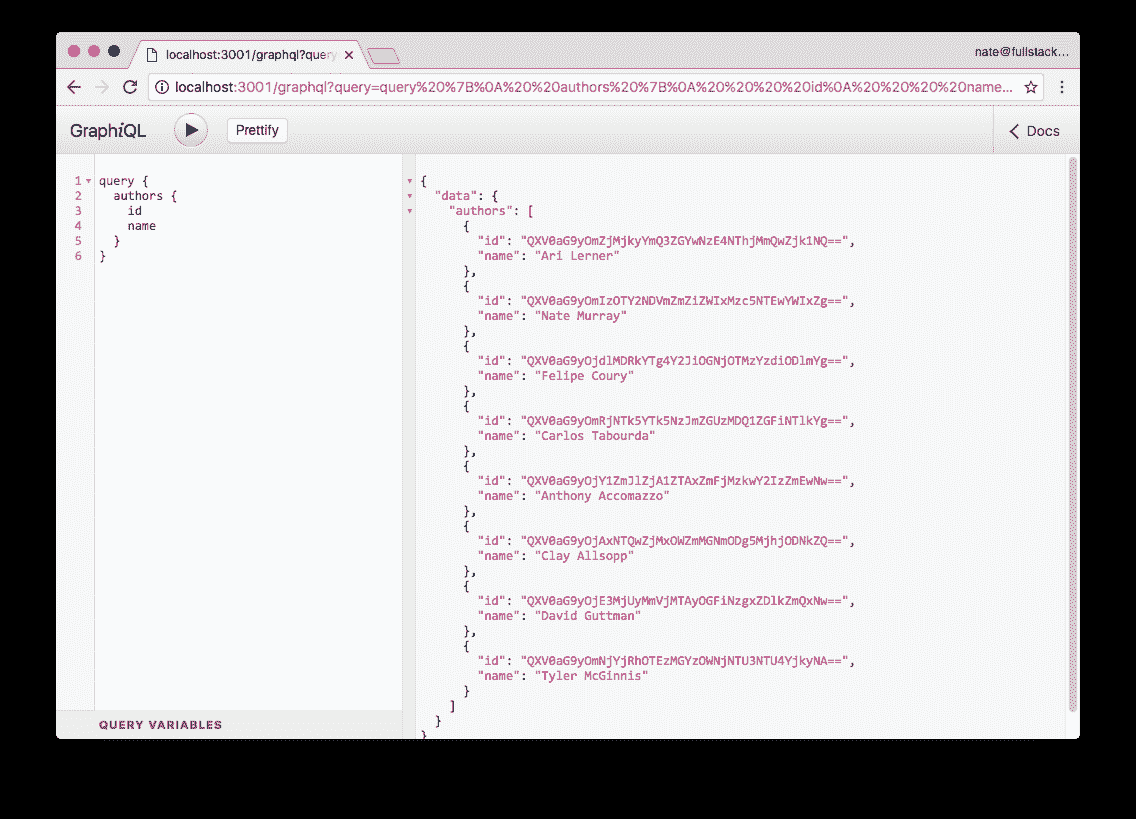 localhost:3001/graphql?query
nate@fullstack...
localhost:3001/graphql?query=query%20%7B%0A%20%20authors%20%7B%0A%20%20%20%20id%0A%20%20%20%20name...
GraphiQL
Prettify
Docs
1 query {
2 authors {
3 id
4 name
5 }
6 }
QUERY VARIABLES
{
"data": {
"authors": [
{
"id": "QXV0aG9yOmZjMjkyYmQ3ZGYwNzE4NThjMmQwZjk1NQ==",
"name": "Ari Lerner"
},
{
"id": "QXV0aG9yOmIzOTY2NDVmZmZiZWIxMzc5NTEwYWIxZg==",
"name": "Nate Murray"
},
{
"id": "QXV0aG9yOjdlMDRkYTg4Y2JiOGNjOTMzYzdiODlmYg==",
"name": "Felipe Coury"
},
{
"id": "QXV0aG9yOmRjNTk5YTk5NzJmZGUzMDQ1ZGFiNTlkYg==",
"name": "Carlos Tabourda"
},
{
"id": "QXV0aG9yOjY1ZmJlZjA1ZTAxZmFjMzkwY2IzZmEwNw==",
"name": "Anthony Accomazzo"
},
{
"id": "QXV0aG9yOjAxNTQwZjMxOWZmMGNmODg5MjhjODNkZQ==",
"name": "Clay Allsopp"
},
{
"id": "QXV0aG9yOjE3MjUyMmVjMTAyOGFiNzgxZDlkZmQxNw==",
"name": "David Guttman"
},
{
"id": "QXV0aG9yOmNjYjRhOTEzMGYzOWNjNTU3NTU4YjkyNA==",
"name": "Tyler McGinnis"
}
]
}
}